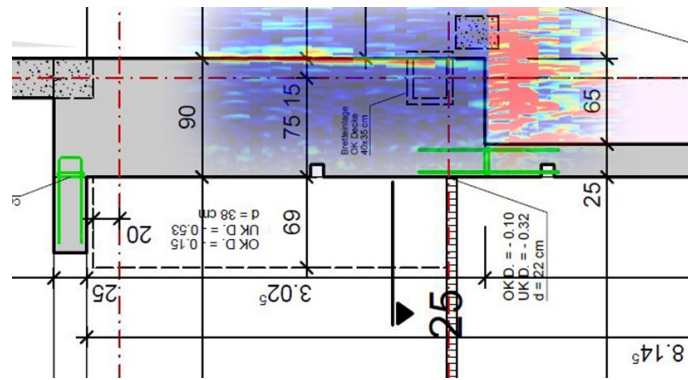 90
75 15
65
Bretteinlage
OK Decke
40x35 cm
25
20
69
OK D. = - 0.15
UK D. = - 0.53
d = 38 cm
OK D. = - 0.10
UK D. = - 0.32
d = 22 cm
25
3.02⁵
25
8.14⁵